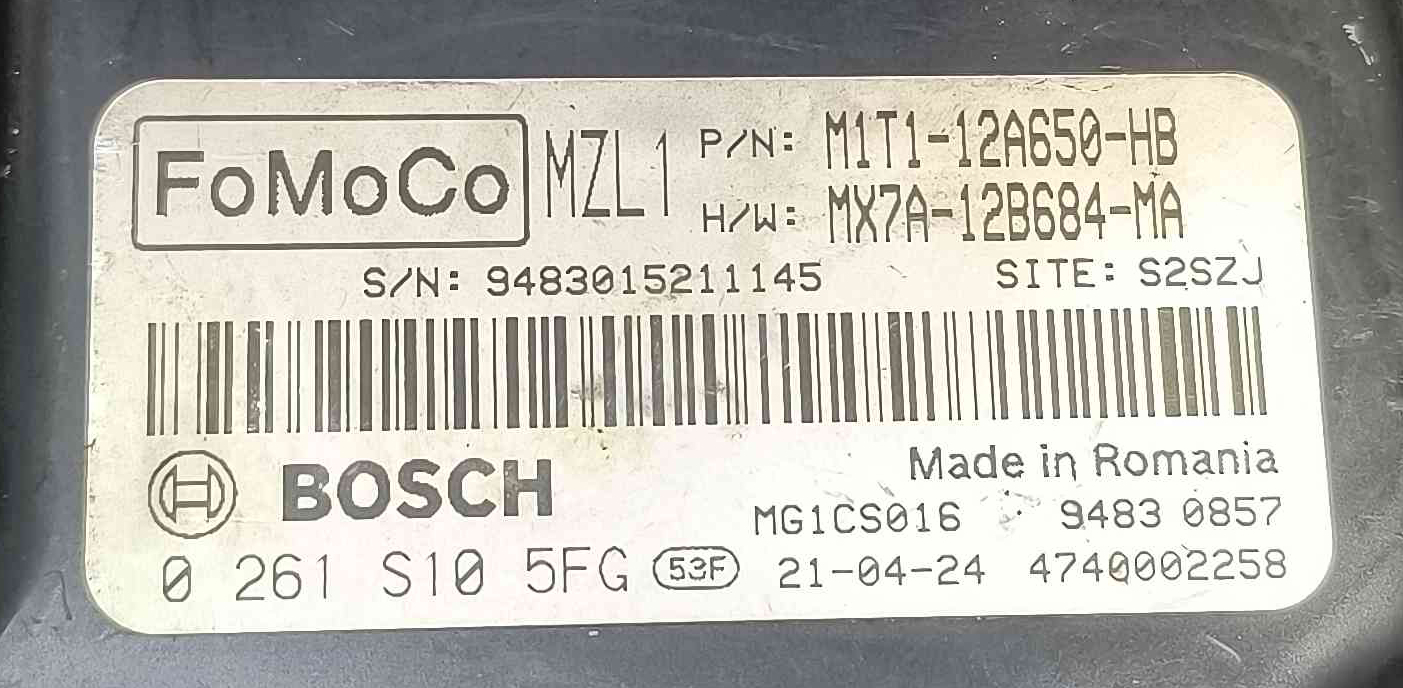 FoMoCo MZL1 P/N: M1T1-12A650-HB
H/W: MX7A-12B684-MA
S/N: 9483015211145 SITE: S2SZJ
BOSCH Made in Romania
MG1CS016 9483 0857
0 261 S10 5FG 53F 21-04-24 4740002258